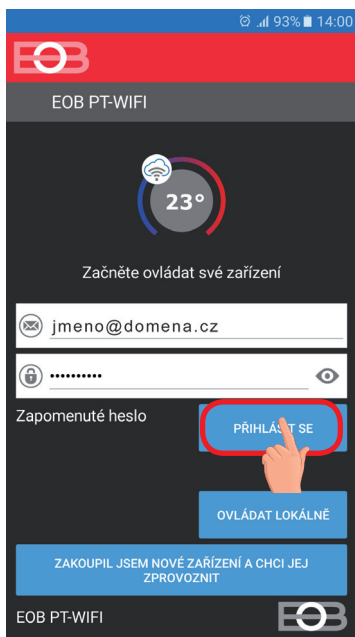 93% 14:00
EOB
EOB PT-WIFI
23°
Začněte ovládat své zařízení
jmeno@domena.cz
••••••••••
Zapomenuté heslo
PŘIHLÁSIT SE
OVLÁDAT LOKÁLNĚ
ZAKOUPIL JSEM NOVÉ ZAŘÍZENÍ A CHCI JEJ
ZPROVOZNIT
EOB PT-WIFI
EOB